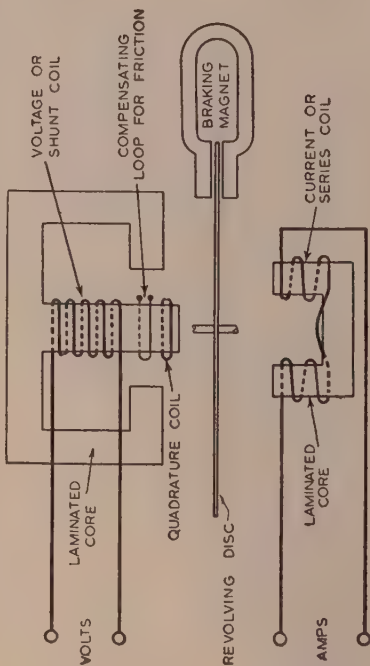 VOLTAGE OR
SHUNT COIL
COMPENSATING
LOOP FOR FRICTION
BRAKING
MAGNET
CURRENT OR
SERIES COIL
LAMINATED
CORE
QUADRATURE COIL
LAMINATED
CORE
VOLTS
REVOLVING DISC
AMPS